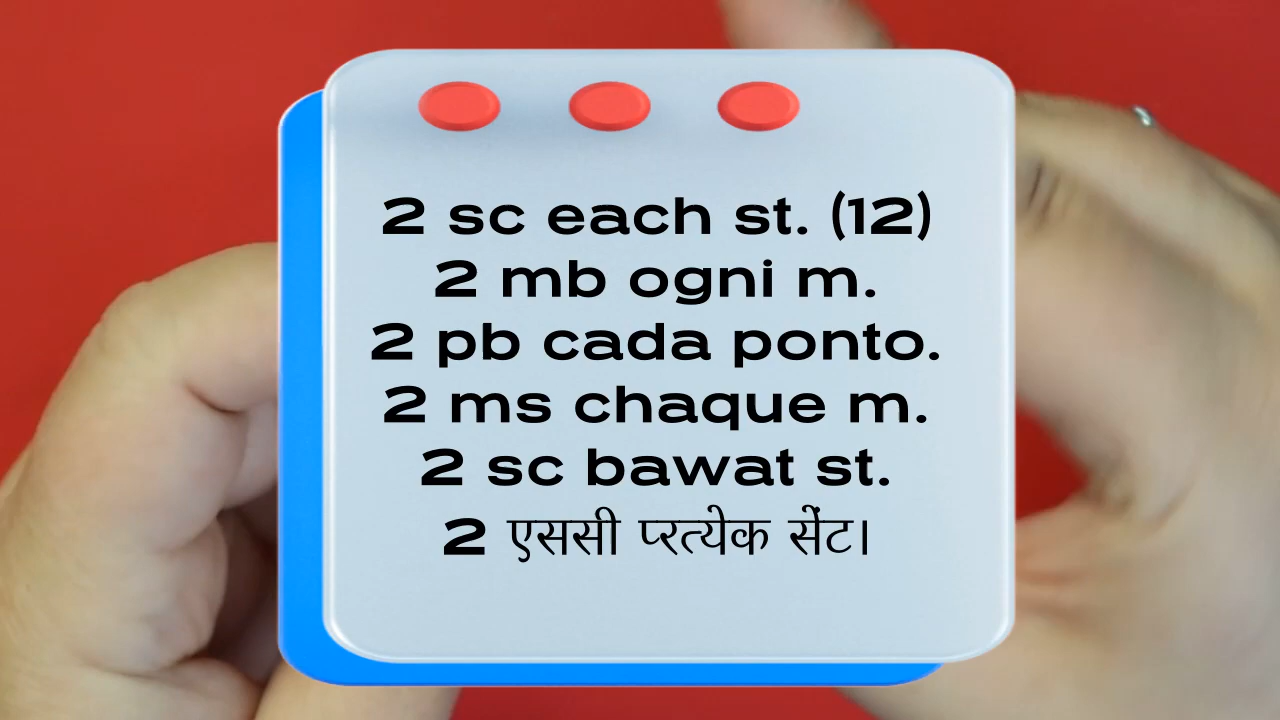 2 sc each st. (12)
2 mb ogni m.
2 pb cada ponto.
2 ms chaque m.
2 sc bawat st.
2 एससी प्रत्येक सेंट।